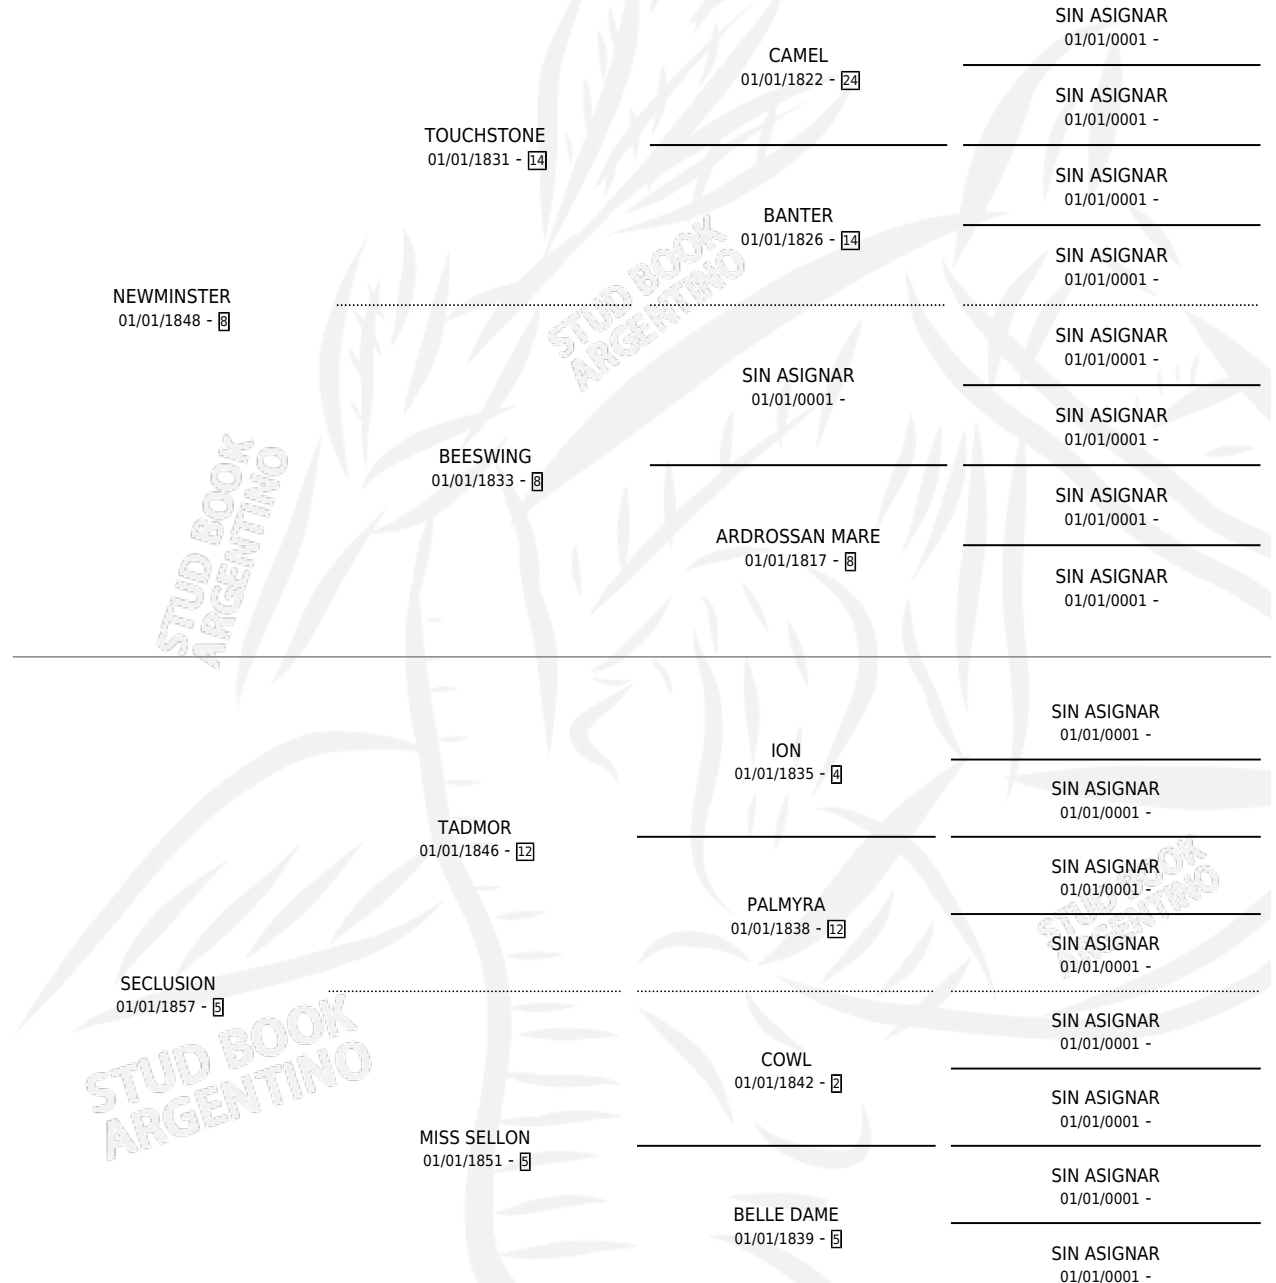 SIN ASIGNAR
01/01/0001 -
CAMEL
01/01/1822 - 24
SIN ASIGNAR
01/01/0001 -
TOUCHSTONE
01/01/1831 - 14
SIN ASIGNAR
01/01/0001 -
BANTER
01/01/1826 - 14
SIN ASIGNAR
01/01/0001 -
NEWMINSTER
01/01/1848 - 8
STUD BOOK
ARGENTINO
SIN ASIGNAR
01/01/0001 -
SIN ASIGNAR
01/01/0001 -
SIN ASIGNAR
01/01/0001 -
BEESWING
01/01/1833 - 8
SIN ASIGNAR
01/01/0001 -
ARDROSSAN MARE
01/01/1817 - 8
SIN ASIGNAR
01/01/0001 -
STUD BOOK
ARGENTINO
SIN ASIGNAR
01/01/0001 -
ION
01/01/1835 - 4
SIN ASIGNAR
01/01/0001 -
TADMOR
01/01/1846 - 12
SIN ASIGNAR
01/01/0001 -
PALMYRA
01/01/1838 - 12
STUD BOOK
ARGENTINO
SIN ASIGNAR
01/01/0001 -
SECLUSION
01/01/1857 - 5
SIN ASIGNAR
01/01/0001 -
COWL
01/01/1842 - 2
STUD BOOK
ARGENTINO
SIN ASIGNAR
01/01/0001 -
MISS SELLON
01/01/1851 - 5
SIN ASIGNAR
01/01/0001 -
BELLE DAME
01/01/1839 - 5
SIN ASIGNAR
01/01/0001 -